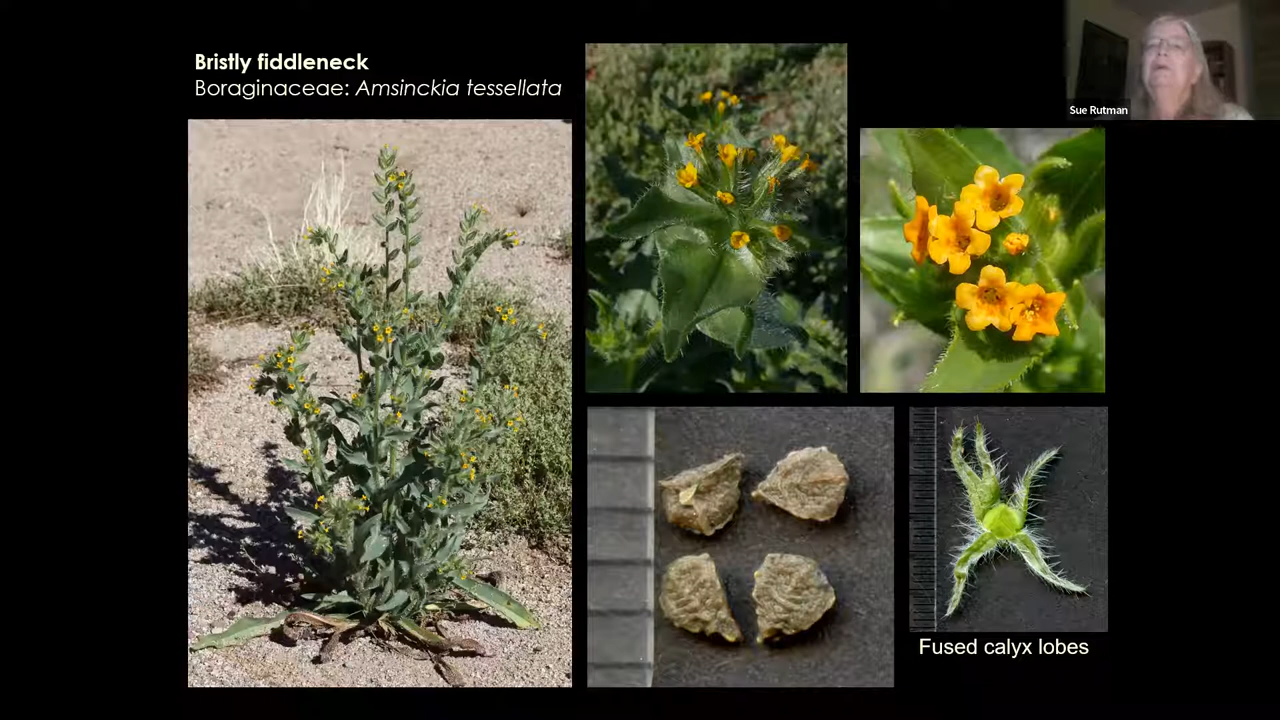 Bristly fiddleneck
Boraginaceae: Amsinckia tessellata
Sue Rutman
Fused calyx lobes